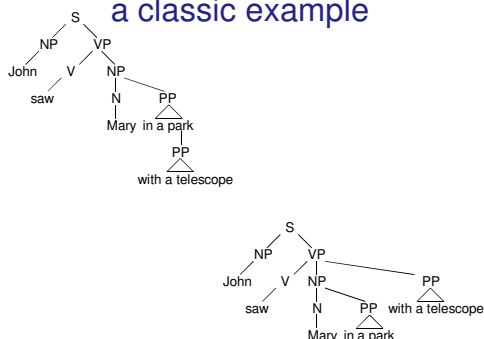 a classic example
S
NP VP
John V NP
saw N PP
Mary in a park
PP
with a telescope
S
NP VP
John V NP PP
saw N PP with a telescope
Mary in a park